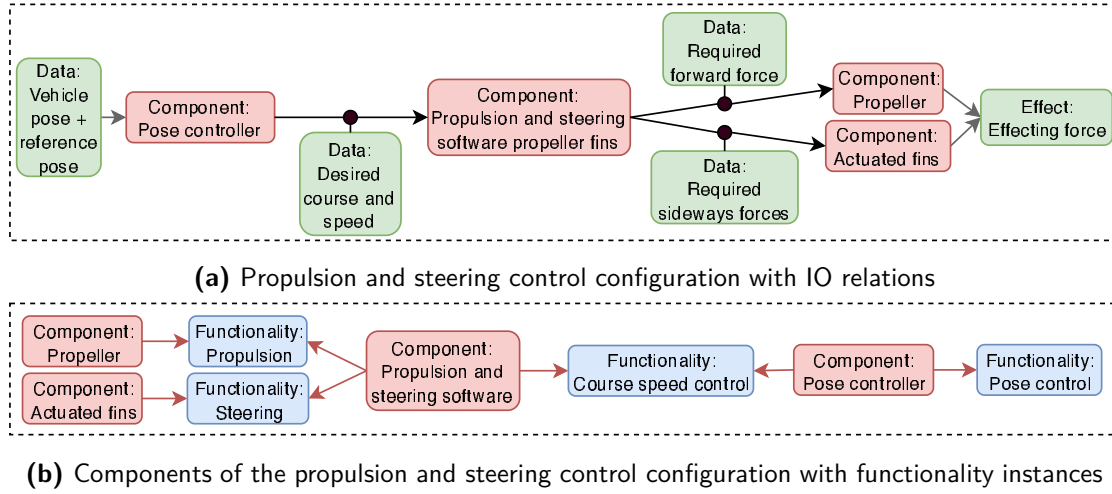 Data:
Vehicle
pose +
reference
pose
Component:
Pose controller
Data:
Desired
course and
speed
Component:
Propulsion and steering
software propeller fins
Data:
Required
forward force
Data:
Required
sideways forces
Component:
Propeller
Component:
Actuated fins
Effect:
Effecting force
(a) Propulsion and steering control configuration with IO relations
Component:
Propeller
Functionality:
Propulsion
Component:
Actuated fins
Functionality:
Steering
Component:
Propulsion and
steering software
Functionality:
Course speed control
Component:
Pose controller
Functionality:
Pose control
(b) Components of the propulsion and steering control configuration with functionality instances